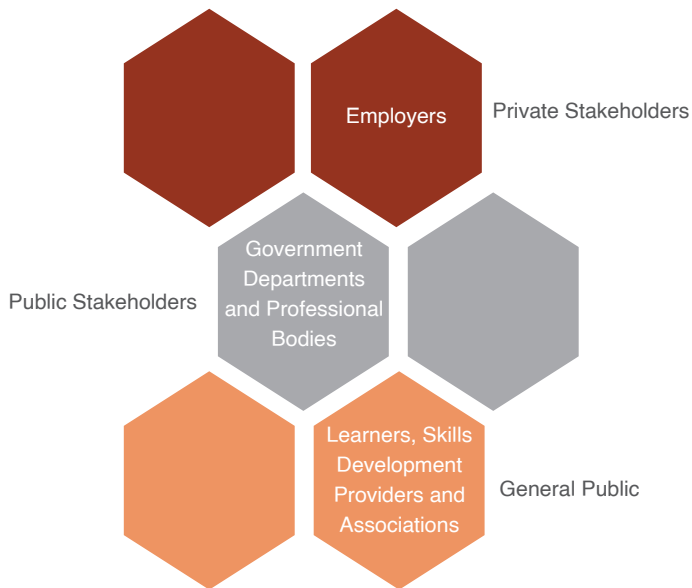 Employers
Private Stakeholders
Public Stakeholders
Government
Departments
and Professional
Bodies
Learners, Skills
Development
Providers and
Associations
General Public